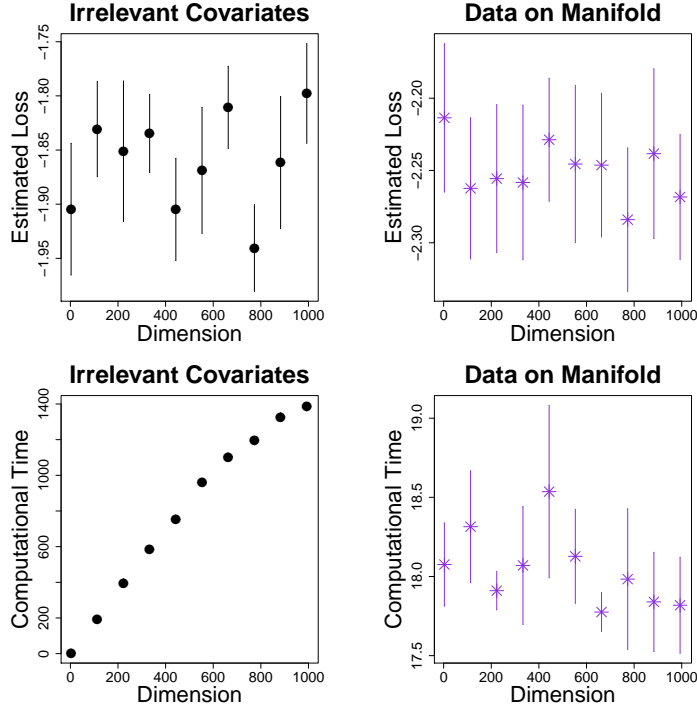 Irrelevant Covariates
Data on Manifold
Estimated Loss
-1.75
-1.80
-1.85
-1.90
-1.95
0 200 400 600 800 1000
Dimension
Estimated Loss
-2.20
-2.25
-2.30
0 200 400 600 800 1000
Dimension
Irrelevant Covariates
Data on Manifold
Computational Time
1400
1000
600
200
0
0 200 400 600 800 1000
Dimension
Computational Time
19.0
18.5
18.0
17.5
0 200 400 600 800 1000
Dimension